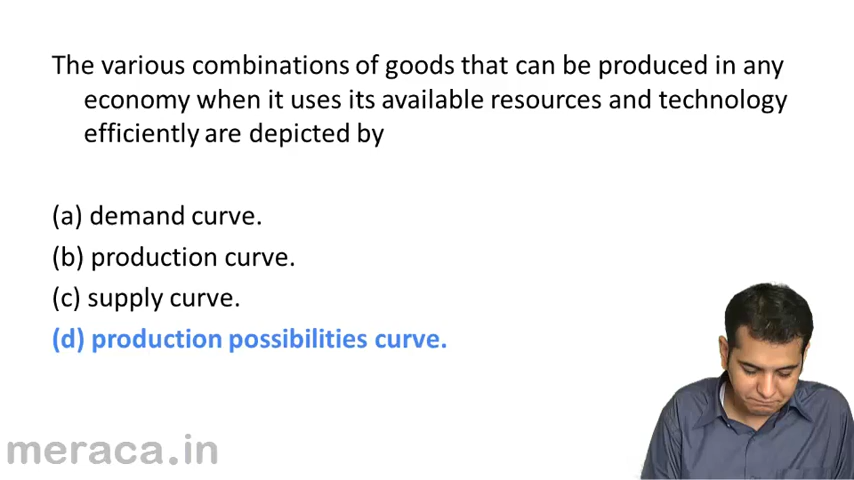 The various combinations of goods that can be produced in any
economy when it uses its available resources and technology
efficiently are depicted by
(a) demand curve.
(b) production curve.
(c) supply curve.
(d) production possibilities curve.
meraca.in